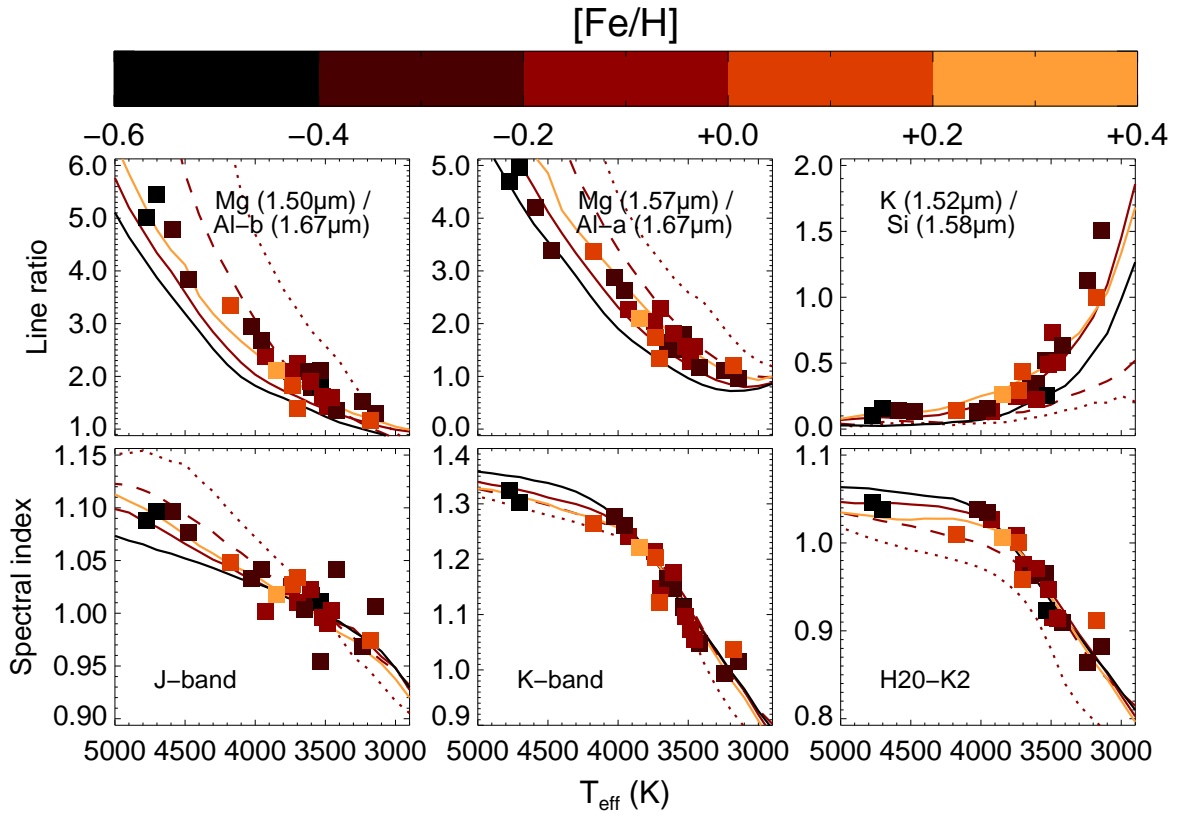 [Fe/H]
−0.6 −0.4 −0.2 +0.0 +0.2 +0.4
Line ratio
6.0
5.0
4.0
3.0
2.0
1.0
Mg (1.50μm) /
Al−b (1.67μm)
5.0
4.0
3.0
2.0
1.0
0.0
Mg (1.57μm) /
Al−a (1.67μm)
2.0
1.5
1.0
0.5
0.0
K (1.52μm) /
Si (1.58μm)
Spectral index
1.15
1.10
1.05
1.00
0.95
0.90
J−band
1.4
1.3
1.2
1.1
1.0
0.9
K−band
1.1
1.0
0.9
0.8
H20−K2
5000 4500 4000 3500 3000
5000 4500 4000 3500 3000
5000 4500 4000 3500 3000
Teff (K)